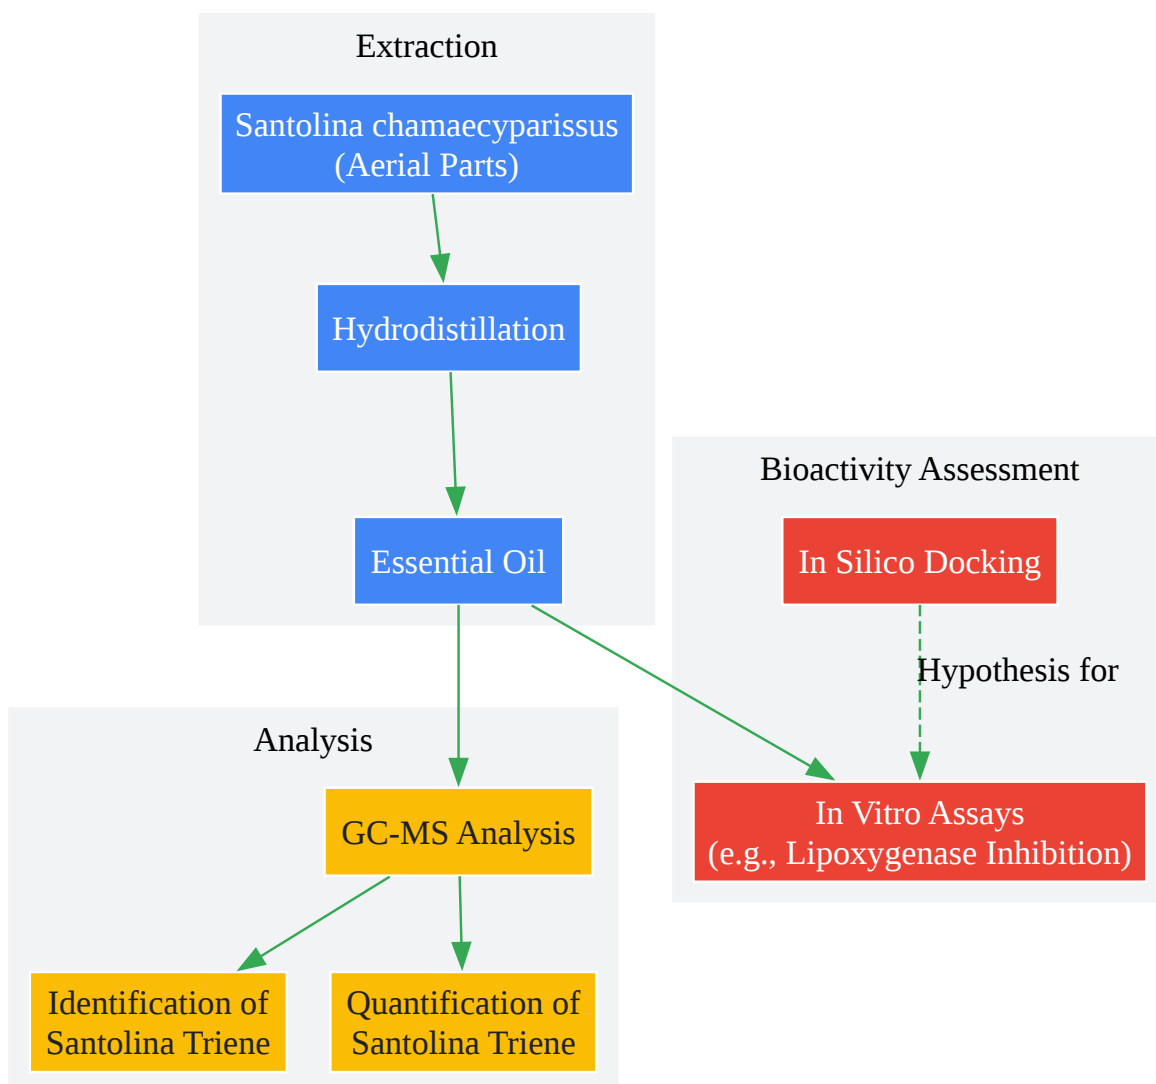 Extraction
Santolina chamaecyparissus
(Aerial Parts)
Hydrodistillation
Essential Oil
Bioactivity Assessment
In Silico Docking
Hypothesis for
In Vitro Assays
(e.g., Lipoxygenase Inhibition)
Analysis
GC-MS Analysis
Identification of
Santolina Triene
Quantification of
Santolina Triene